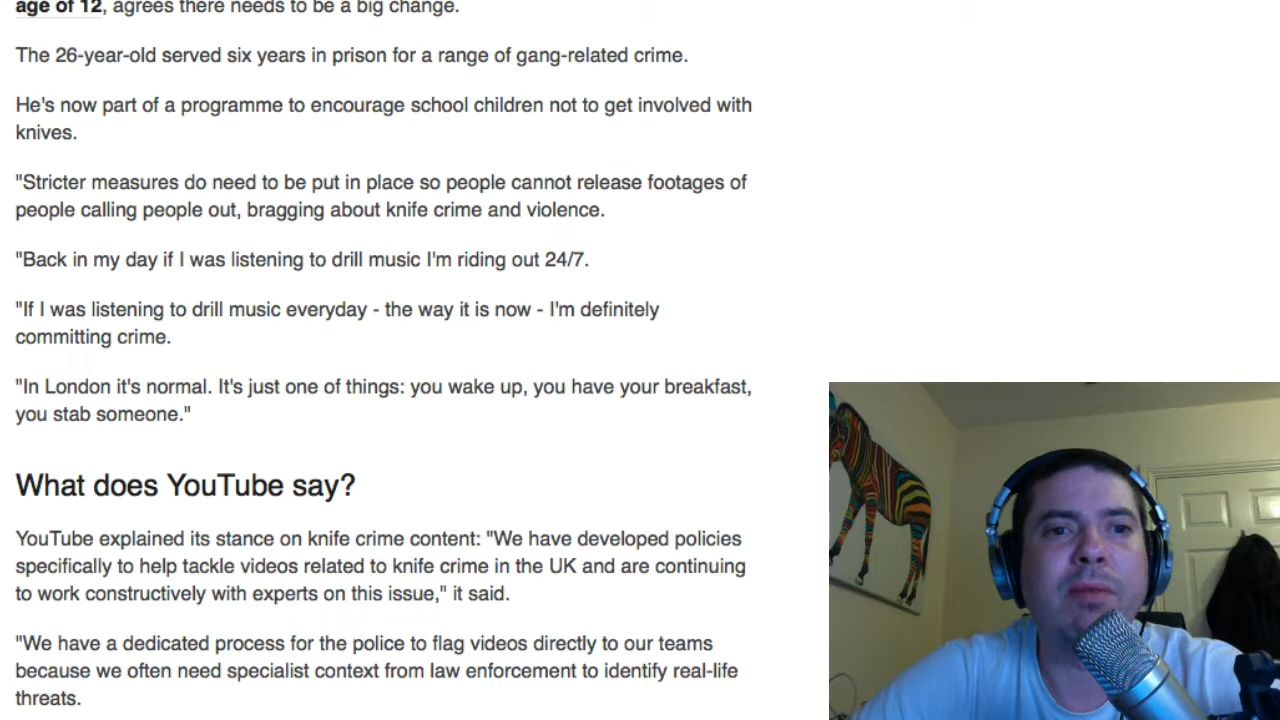 age of 12, agrees there needs to be a big change.
The 26-year-old served six years in prison for a range of gang-related crime.
He's now part of a programme to encourage school children not to get involved with
knives.
"Stricter measures do need to be put in place so people cannot release footages of
people calling people out, bragging about knife crime and violence.
"Back in my day if I was listening to drill music I'm riding out 24/7.
"If I was listening to drill music everyday - the way it is now - I'm definitely
committing crime.
"In London it's normal. It's just one of things: you wake up, you have your breakfast,
you stab someone."
What does YouTube say?
YouTube explained its stance on knife crime content: "We have developed policies
specifically to help tackle videos related to knife crime in the UK and are continuing
to work constructively with experts on this issue," it said.
"We have a dedicated process for the police to flag videos directly to our teams
because we often need specialist context from law enforcement to identify real-life
threats.